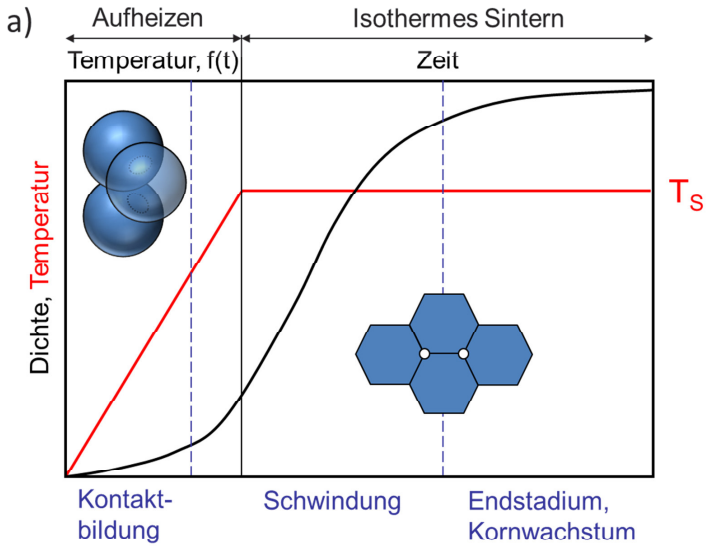 a)
Aufheizen
Isothermes Sintern
Temperatur, f(t)
Zeit
Dichte, Temperatur
T_S
Kontakt-
bildung
Schwindung
Endstadium,
Kornwachstum